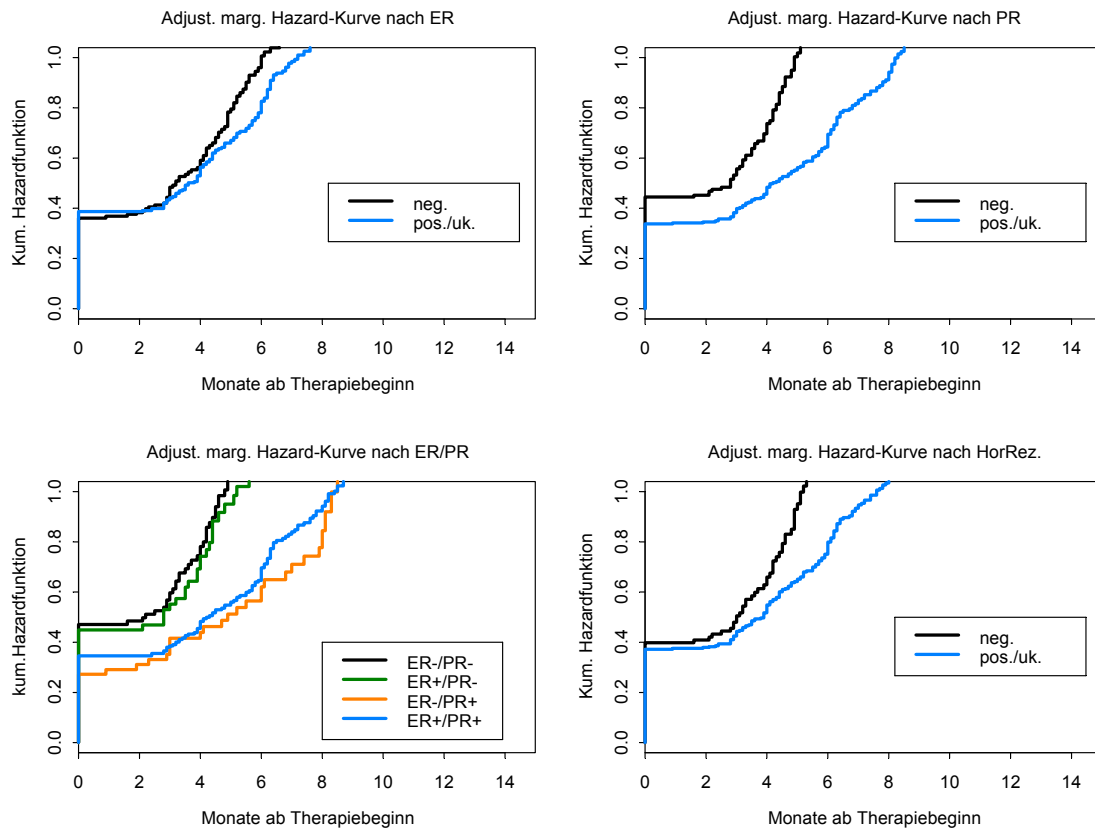 Adjust. marg. Hazard-Kurve nach ER
Kum. Hazardfunktion
0.0 0.2 0.4 0.6 0.8 1.0
neg.
pos./uk.
0 2 4 6 8 10 12 14
Monate ab Therapiebeginn
Adjust. marg. Hazard-Kurve nach PR
Kum. Hazardfunktion
0.0 0.2 0.4 0.6 0.8 1.0
neg.
pos./uk.
0 2 4 6 8 10 12 14
Monate ab Therapiebeginn
Adjust. marg. Hazard-Kurve nach ER/PR
kum.Hazardfunktion
0.0 0.2 0.4 0.6 0.8 1.0
ER-/PR-
ER+/PR-
ER-/PR+
ER+/PR+
0 2 4 6 8 10 12 14
Monate ab Therapiebeginn
Adjust. marg. Hazard-Kurve nach HorRez.
Kum. Hazardfunktion
0.0 0.2 0.4 0.6 0.8 1.0
neg.
pos./uk.
0 2 4 6 8 10 12 14
Monate ab Therapiebeginn